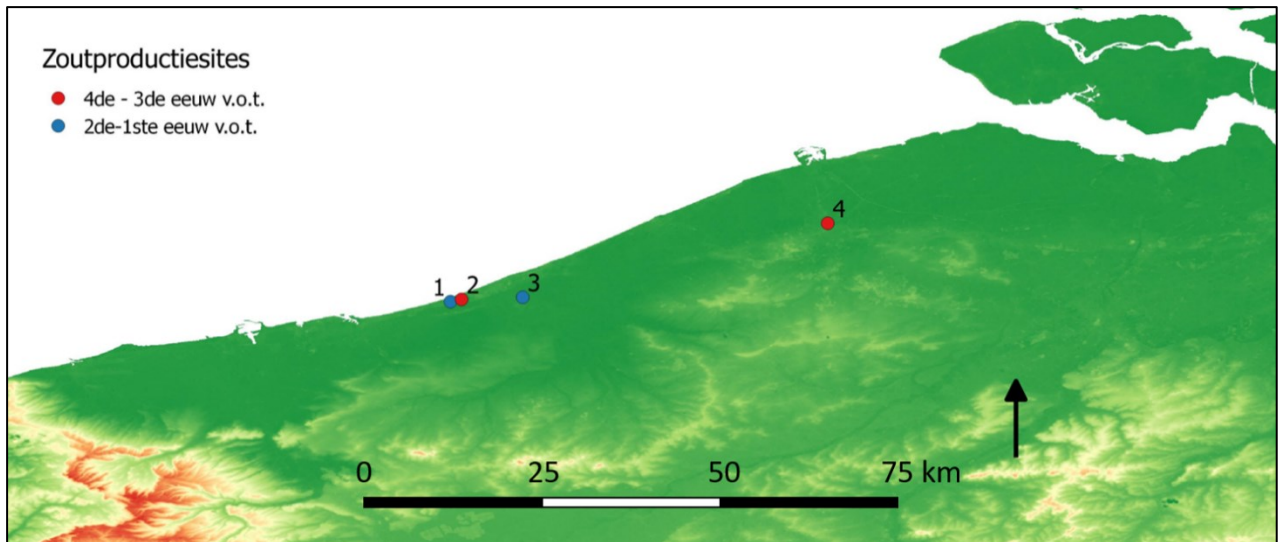 Zoutproductiesites
4de - 3de eeuw v.o.t.
2de-1ste eeuw v.o.t.
4
1 2 3
0 25 50 75 km